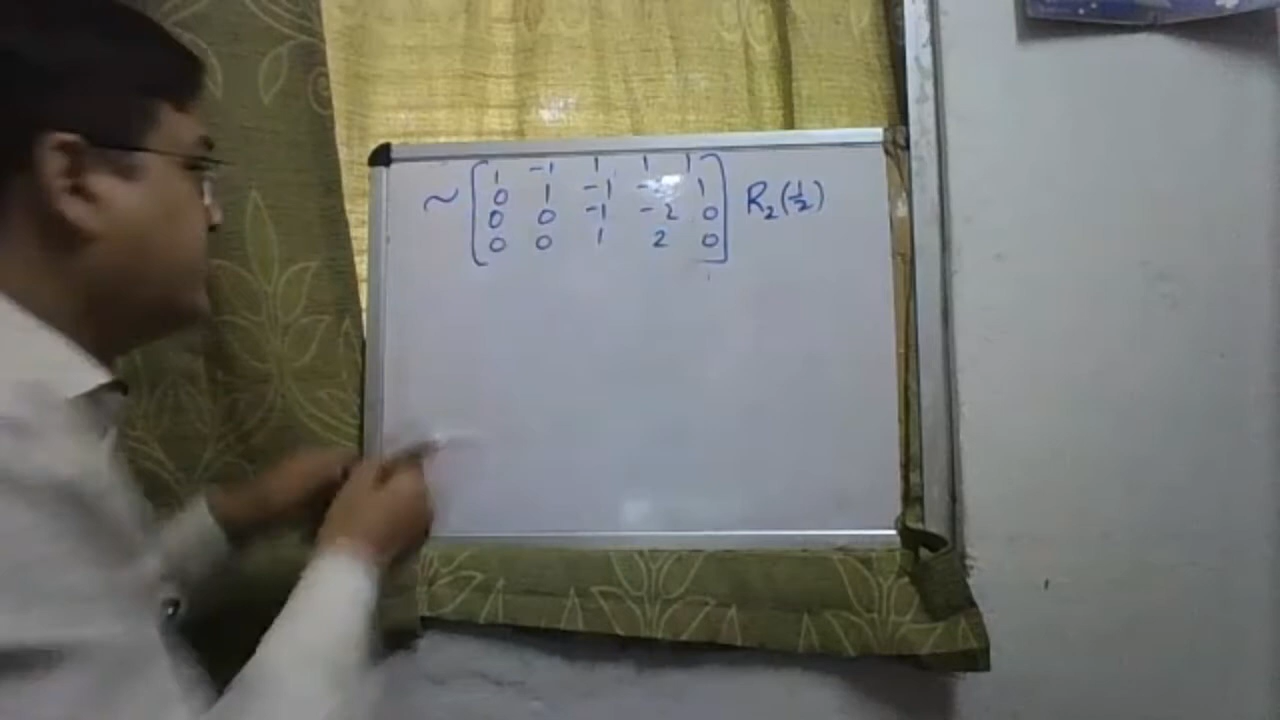 1 -1 1 1 1
~ 0 1 -1 - 1 R₂(1/2)
0 0 -1 -2 0
0 0 1 2 0